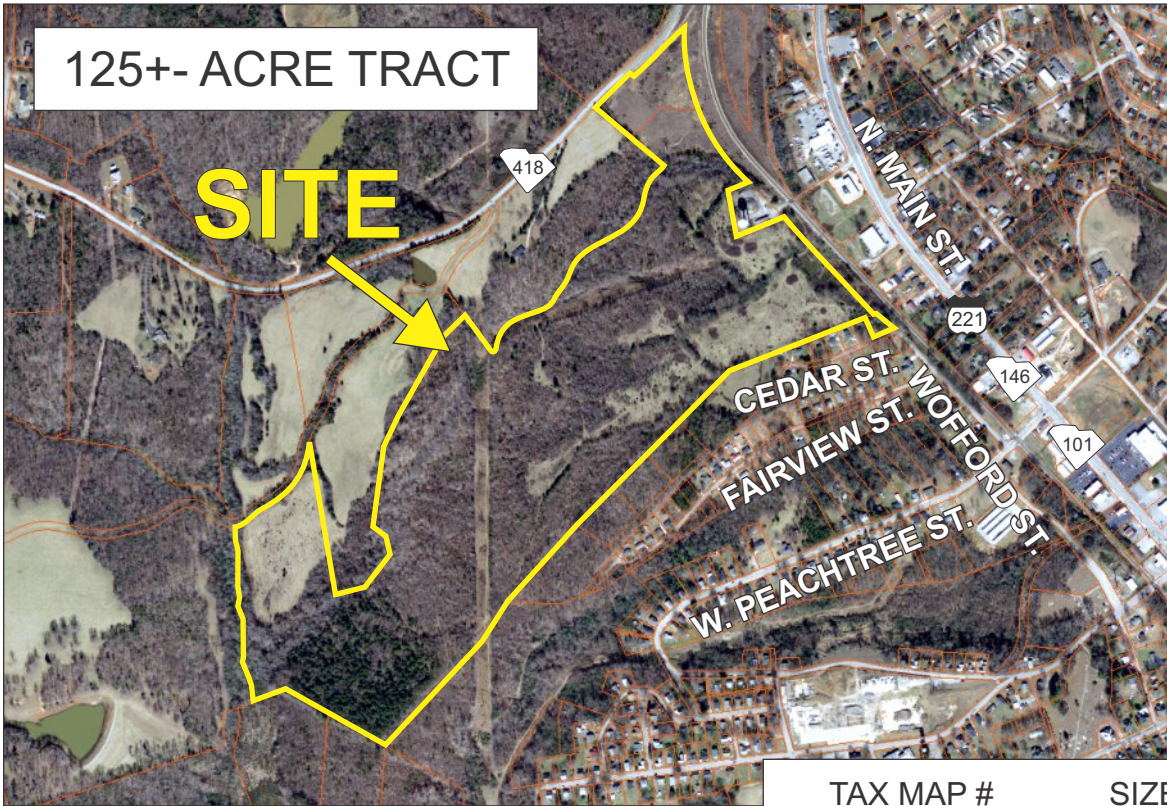 125+- ACRE TRACT
SITE
418
N. MAIN ST.
221
146
101
CEDAR ST.
WOFFORD ST.
FAIRVIEW ST.
W. PEACHTREE ST.
TAX MAP # SIZE